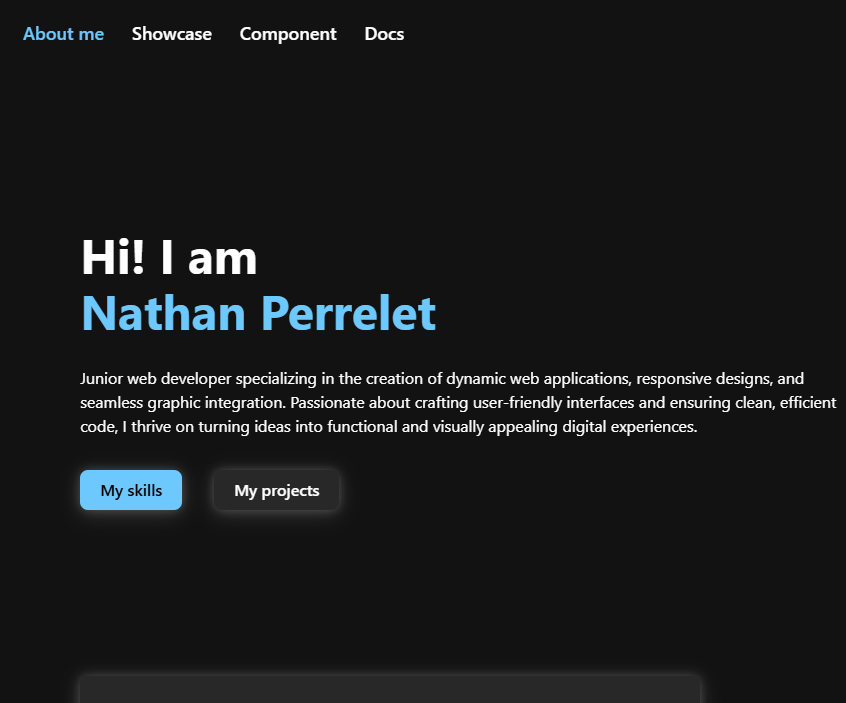 About me Showcase Component Docs
Hi! I am
Nathan Perrelet
Junior web developer specializing in the creation of dynamic web applications, responsive designs, and
seamless graphic integration. Passionate about crafting user-friendly interfaces and ensuring clean, efficient
code, I thrive on turning ideas into functional and visually appealing digital experiences.
My skills My projects